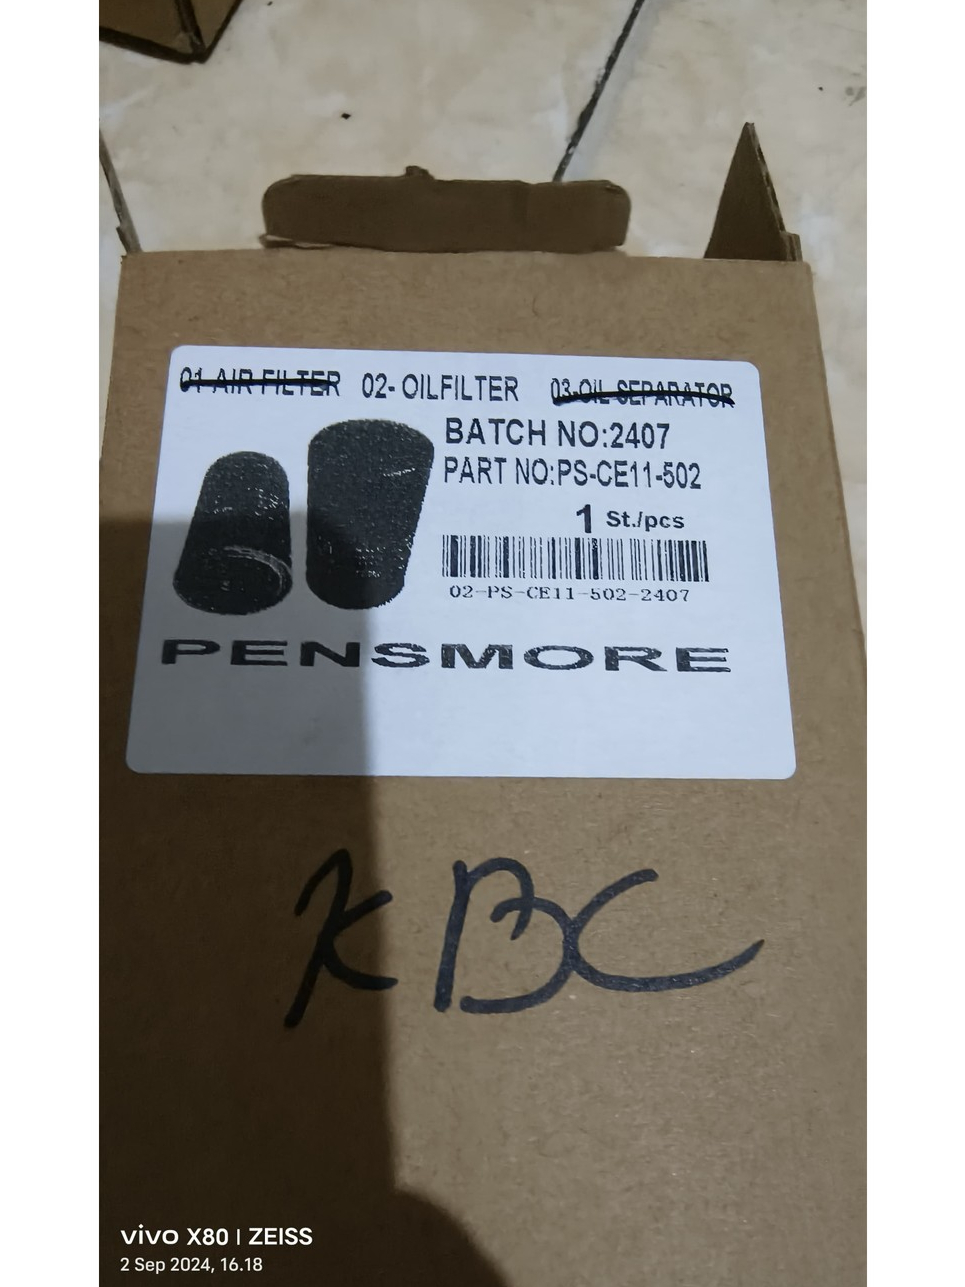 01-AIR FILTER 02- OILFILTER 03-OIL SEPARATOR
BATCH NO:2407
PART NO:PS-CE11-502
1 St./pcs
02-PS-CE11-502-2407
PENSMORE
KBC
vivo X80 | ZEISS
2 Sep 2024, 16.18